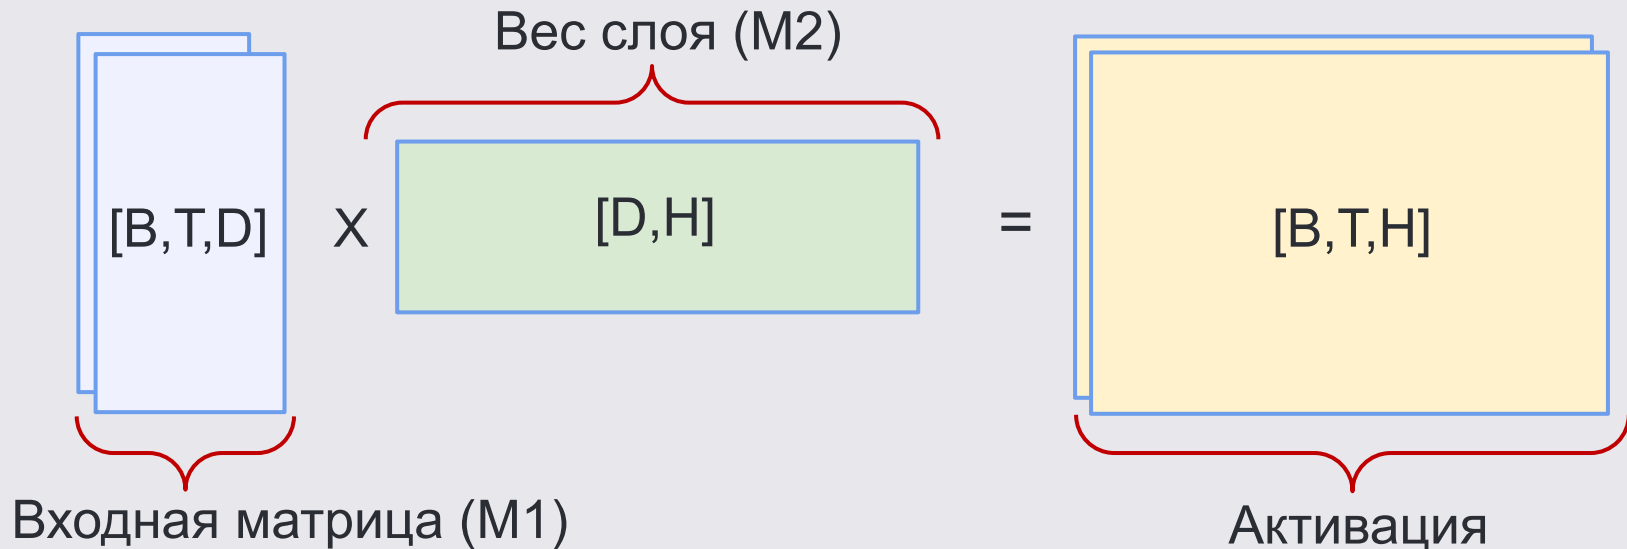 Вес слоя (M2)
[B,T,D]
X
[D,H]
=
[B,T,H]
Входная матрица (M1)
Активация